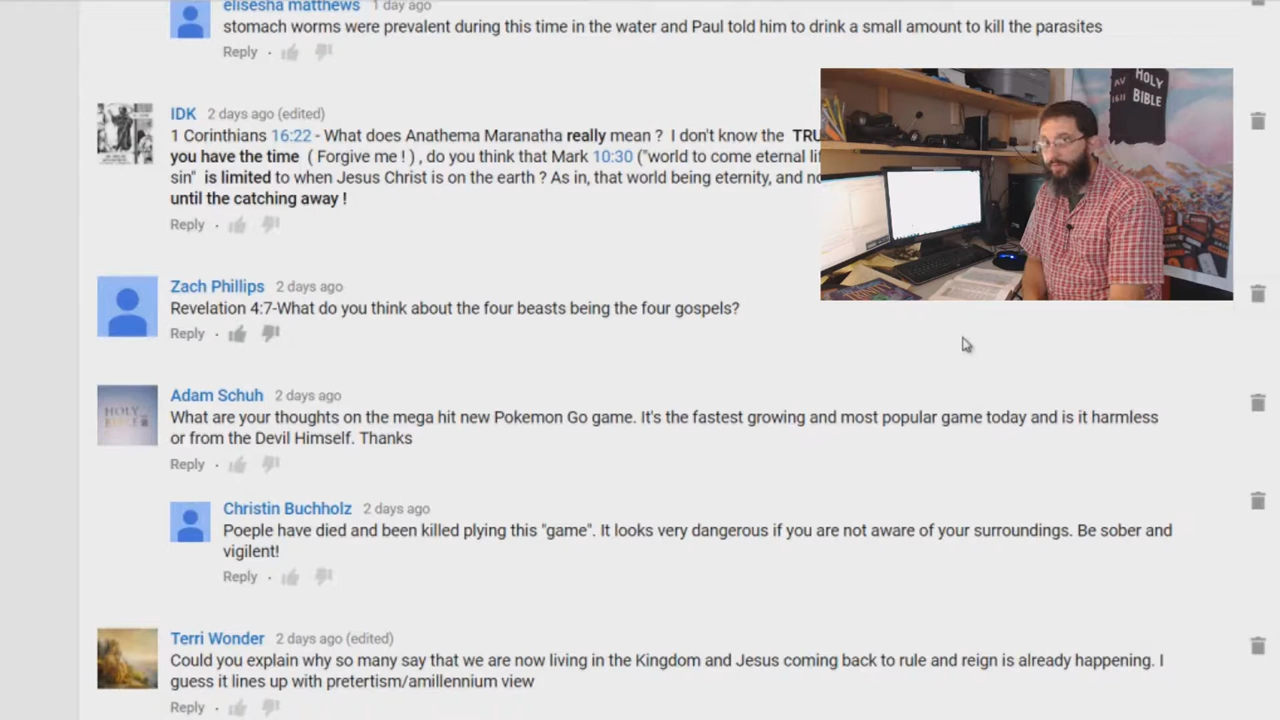 elisesha matthews 1 day ago
stomach worms were prevalent during this time in the water and Paul told him to drink a small amount to kill the parasites
Reply ·
IDK 2 days ago (edited)
1 Corinthians 16:22 - What does Anathema Maranatha really mean ? I don't know the TRU
you have the time ( Forgive me ! ) , do you think that Mark 10:30 ("world to come eternal lif
sin" is limited to when Jesus Christ is on the earth ? As in, that world being eternity, and no
until the catching away !
Reply ·
AV
1611
HOLY
BIBLE
Zach Phillips 2 days ago
Revelation 4:7-What do you think about the four beasts being the four gospels?
Reply ·
HOLY
Adam Schuh 2 days ago
What are your thoughts on the mega hit new Pokemon Go game. It's the fastest growing and most popular game today and is it harmless
or from the Devil Himself. Thanks
Reply ·
Christin Buchholz 2 days ago
Poeple have died and been killed plying this "game". It looks very dangerous if you are not aware of your surroundings. Be sober and
vigilent!
Reply ·
Terri Wonder 2 days ago (edited)
Could you explain why so many say that we are now living in the Kingdom and Jesus coming back to rule and reign is already happening. I
guess it lines up with pretertism/amillennium view
Reply ·